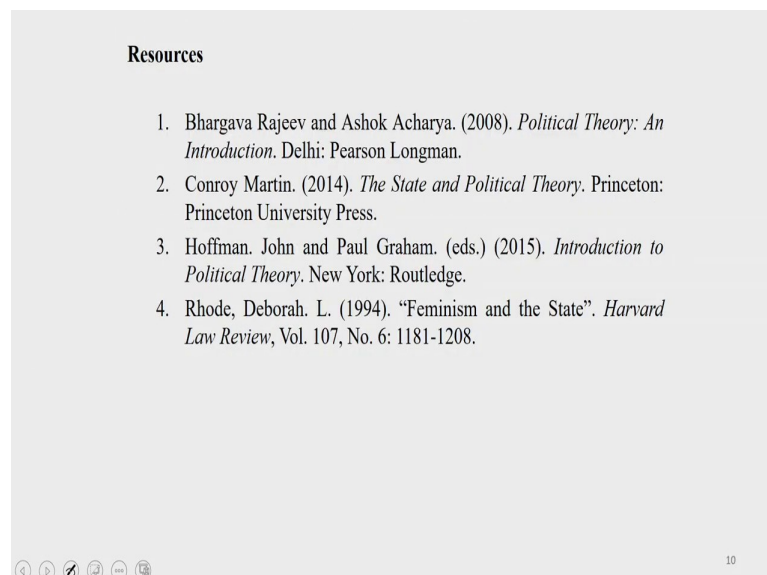 Resources
1. Bhargava Rajeev and Ashok Acharya. (2008). Political Theory: An
Introduction. Delhi: Pearson Longman.
2. Conroy Martin. (2014). The State and Political Theory. Princeton:
Princeton University Press.
3. Hoffman. John and Paul Graham. (eds.) (2015). Introduction to
Political Theory. New York: Routledge.
4. Rhode, Deborah. L. (1994). “Feminism and the State”. Harvard
Law Review, Vol. 107, No. 6: 1181-1208.
10